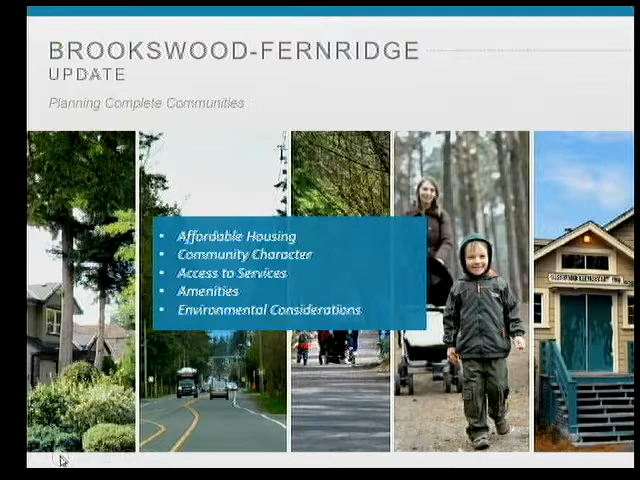 BROOKSWOOD-FERNRIDGE
UPDATE
Planning Complete Communities
• Affordable Housing
• Community Character
• Access to Services
• Amenities
• Environmental Considerations